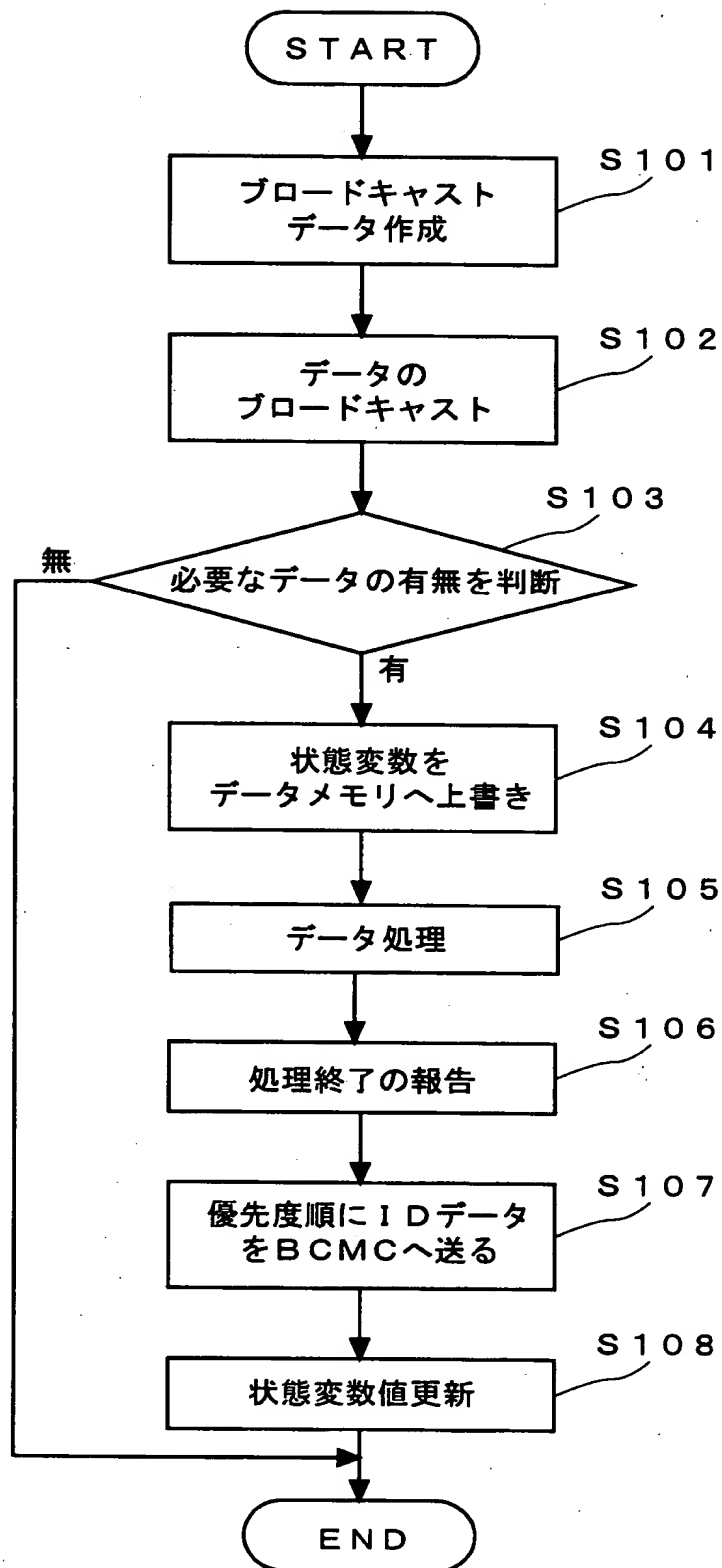 START
S101
ブロードキャスト
データ作成
S102
データの
ブロードキャスト
S103
無
必要なデータの有無を判断
有
S104
状態変数を
データメモリへ上書き
S105
データ処理
S106
処理終了の報告
S107
優先度順にIDデータ
をBCMCへ送る
S108
状態変数値更新
END